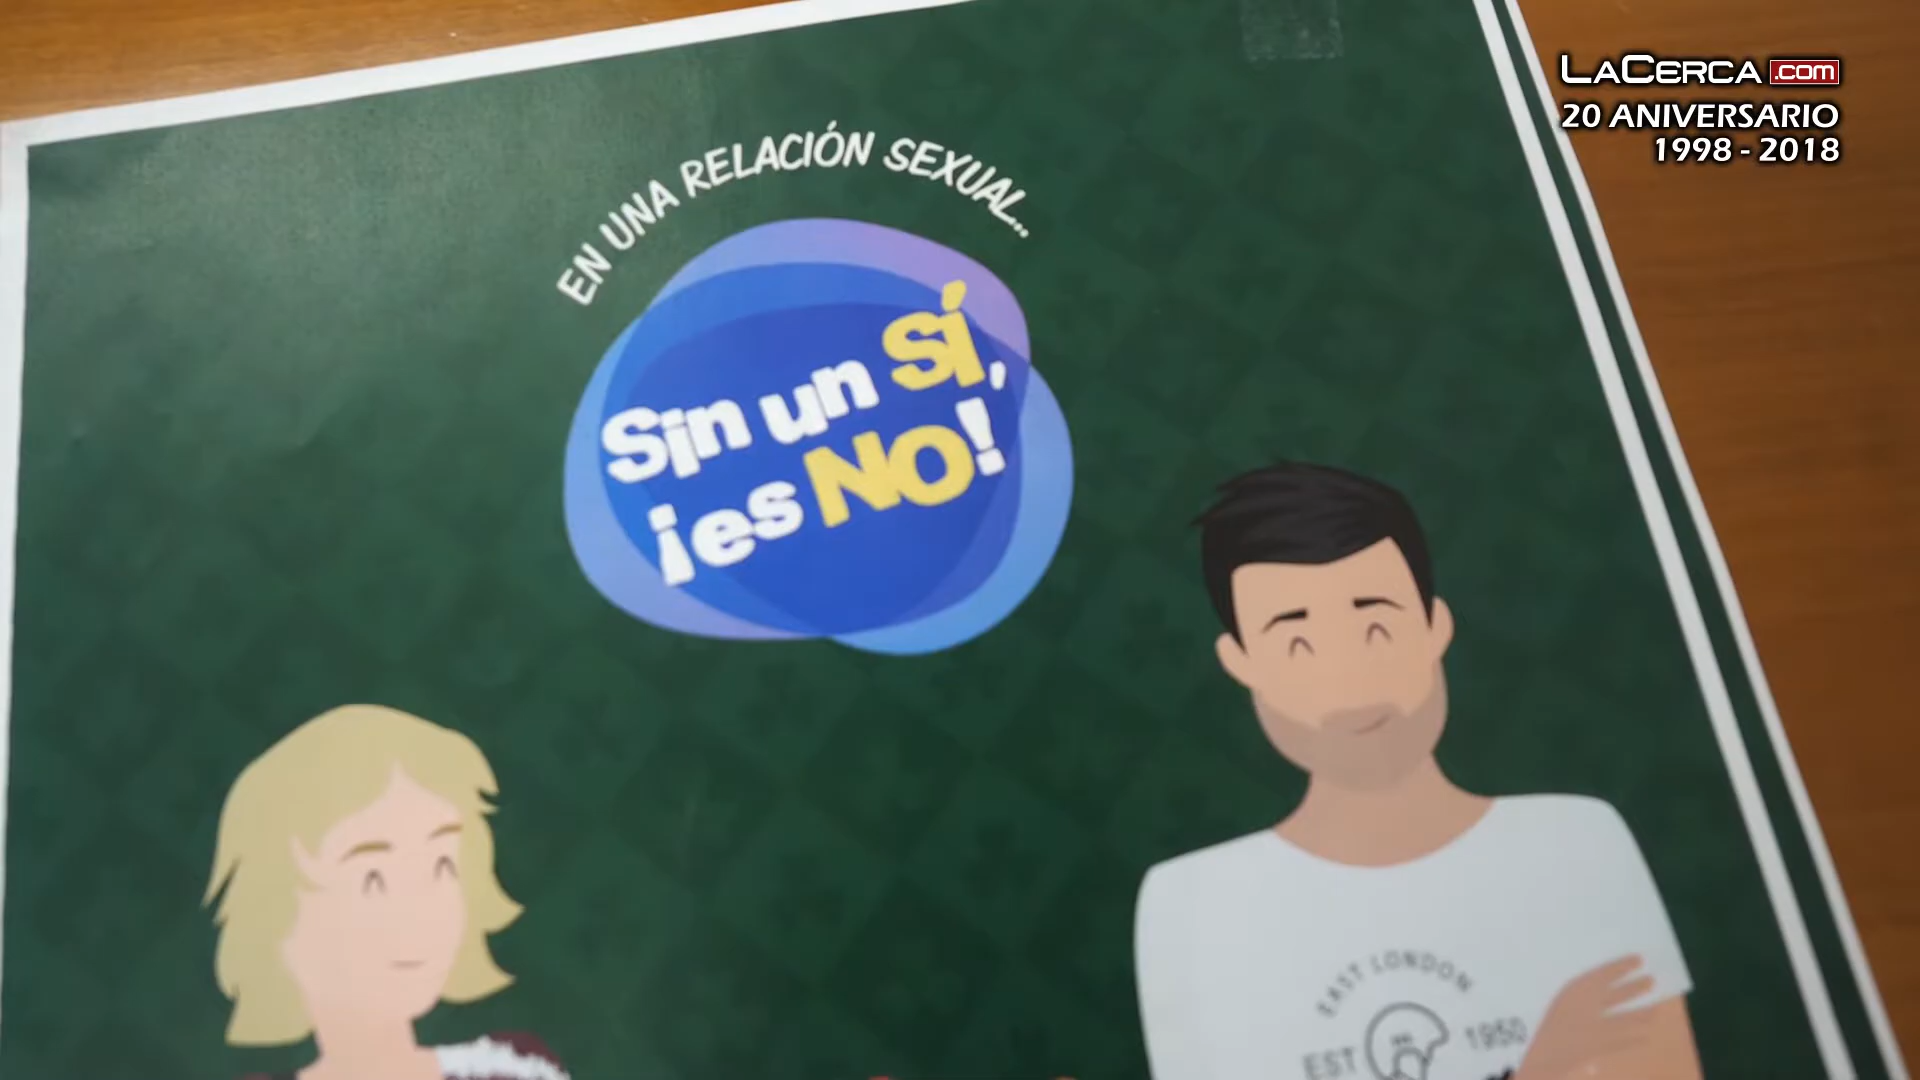 LACERCA.COM
20 ANIVERSARIO
1998 - 2018
EN UNA RELACIÓN SEXUAL...
Sin un SÍ,
¡es NO!
EAST LONDON
EST 1950